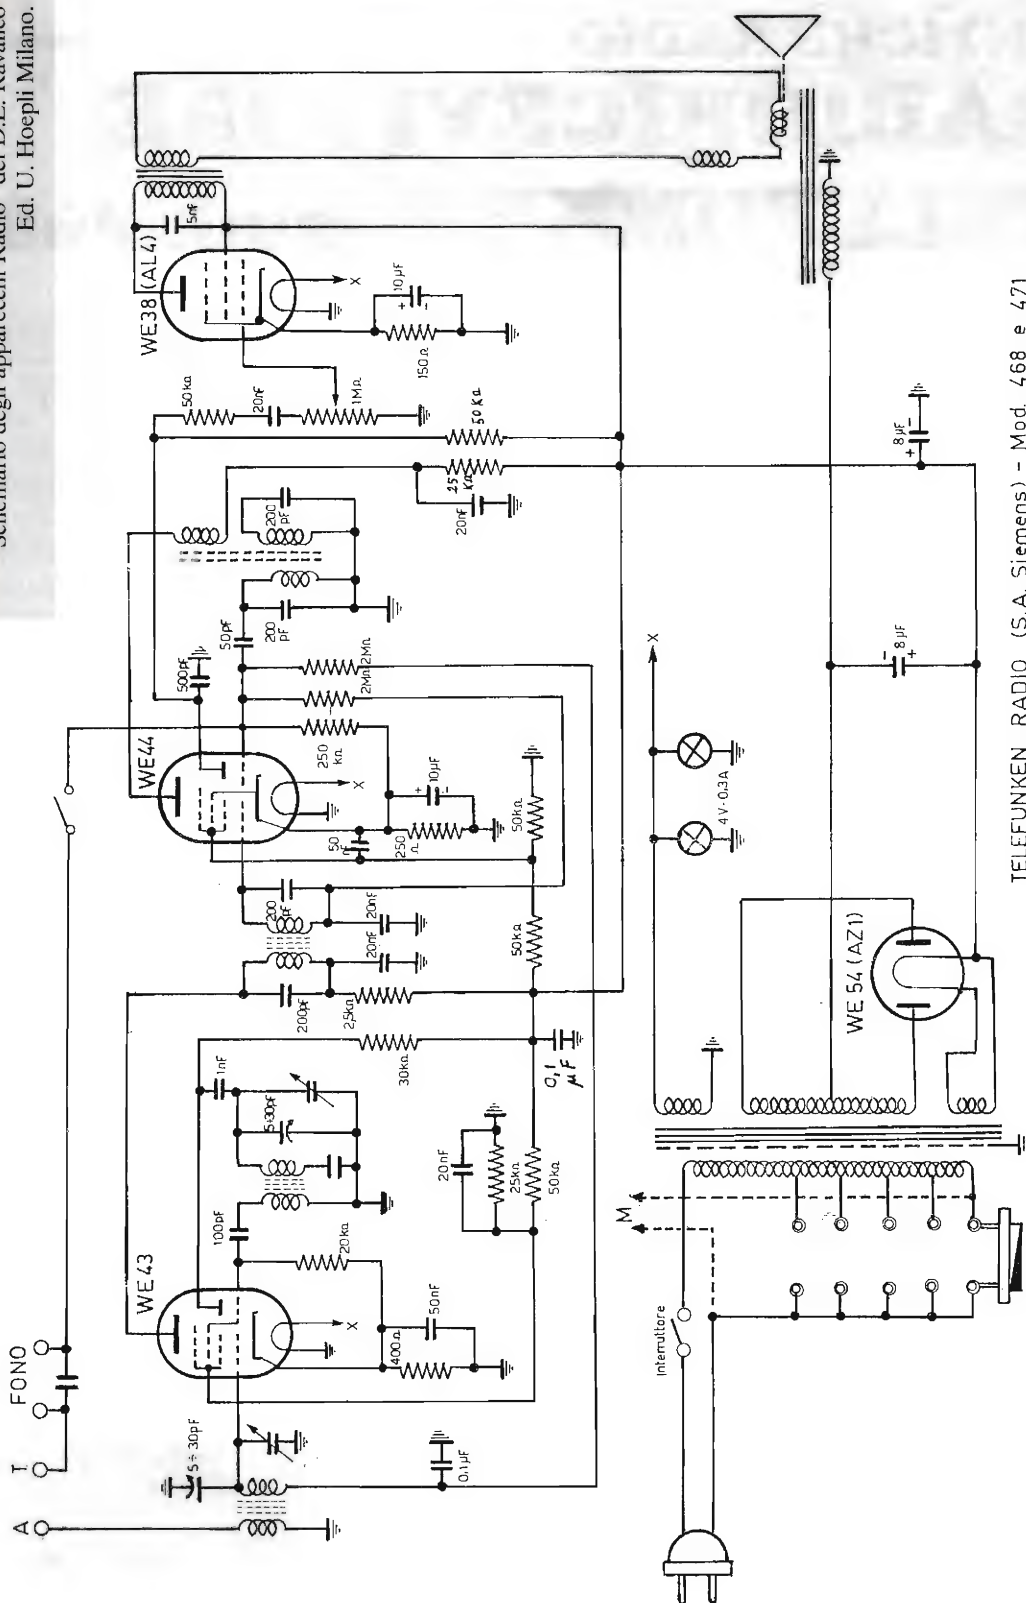 Schemario degli apparecchi Radio" del D.E. Ravalico
Ed. U. Hoepli Milano.
A
T
FONO
5÷30pF
0,1µF
WE43
X
400Ω
50nF
20kΩ
100pF
1nF
5÷30pF
20nF
25kΩ
50kΩ
30kΩ
0,1
µF
200pf
2,5kΩ
20nF
20nF
200
pF
50kΩ
WE44
X
50
nF
250
Ω
10µF
+
-
50kΩ
250
kΩ
2MΩ
2MΩ
500pF
50pF
200
pF
200
pF
20nF
25
KΩ
50KΩ
50kΩ
20nF
1MΩ
WE38 (AL4)
5nF
X
150Ω
10µF
+
-
Interruttore
M
WE 54 (AZ1)
4V-0,3A
X
8µF
-
+
8µF
+
-
TELEFUNKEN RADIO (S.A. Siemens) - Mod. 468 e 471